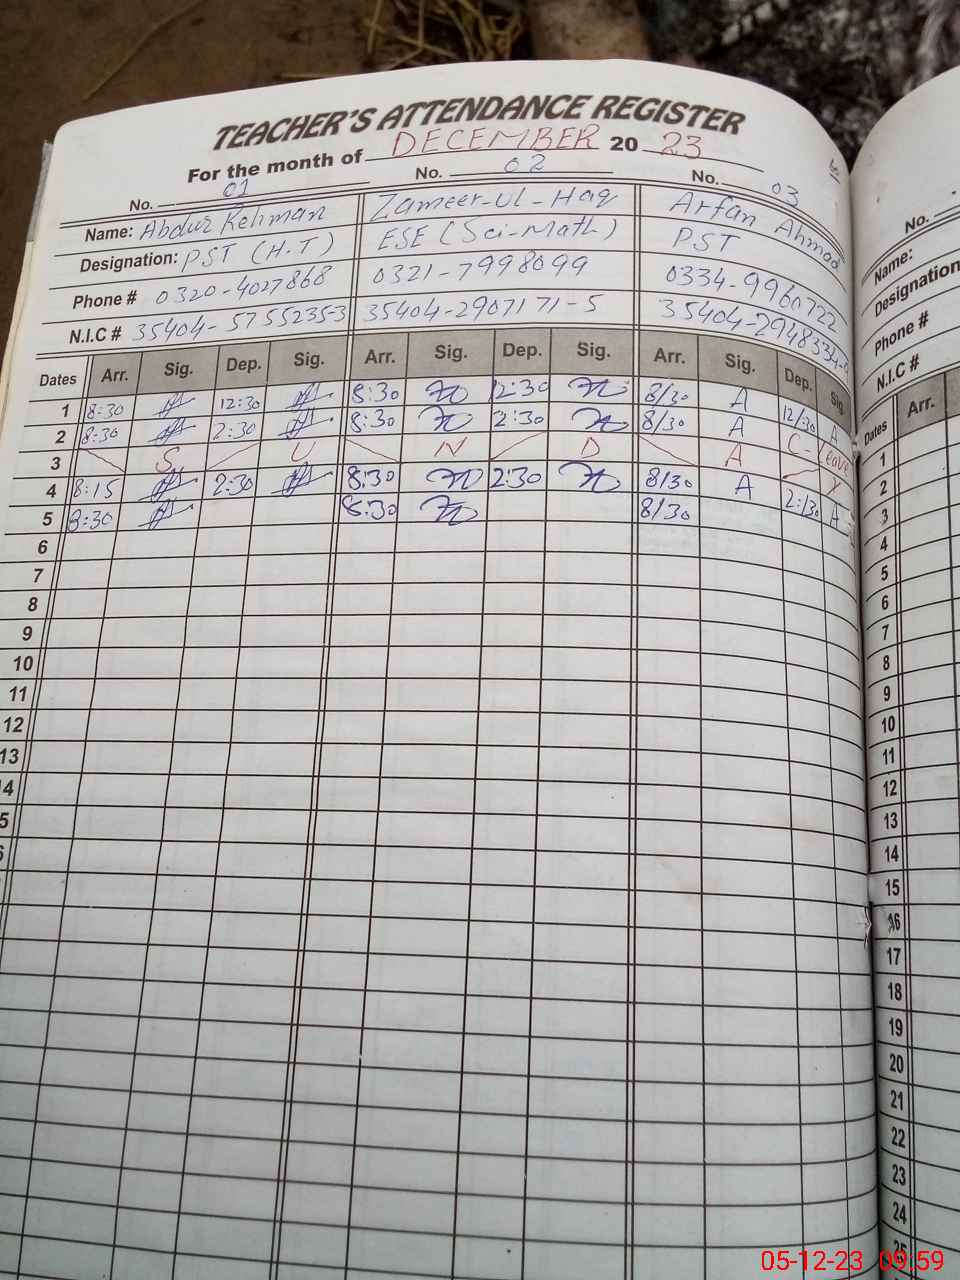 TEACHER'S ATTENDANCE REGISTER
For the month of DECEMBER 20 23
No. 01 No. 02 No. 03
Name: Abdur Rehman Zameer-ul-Haq Arfan Ahmad
Designation: PST (H.T) ESE (Sci-Math) PST
Phone # 0320-4027868 0321-7998099 0334-9960722
N.I.C # 35404-5755235-3 35404-2907171-5 35404-2948334-
Dates Arr. Sig. Dep. Sig. Arr. Sig. Dep. Sig. Arr. Sig. Dep. Sig.
1 8:30 12:30 8:30 12:30 8/30 A 12/30 A
2 8:30 2:30 8:30 2:30 8/30 A C-Leave
3 S U N D A Y
4 8:15 2:30 8:30 2:30 8/30 A 2:/30 A
5 8:30 8:30 8/30
6
7
8
9
10
11
12
13
14
5
6
No.
Name:
Designation
Phone #
N.I.C #
Dates Arr.
1
2
3
4
5
6
7
8
9
10
11
12
13
14
15
16
17
18
19
20
21
22
23
24
25
05-12-23 09:59